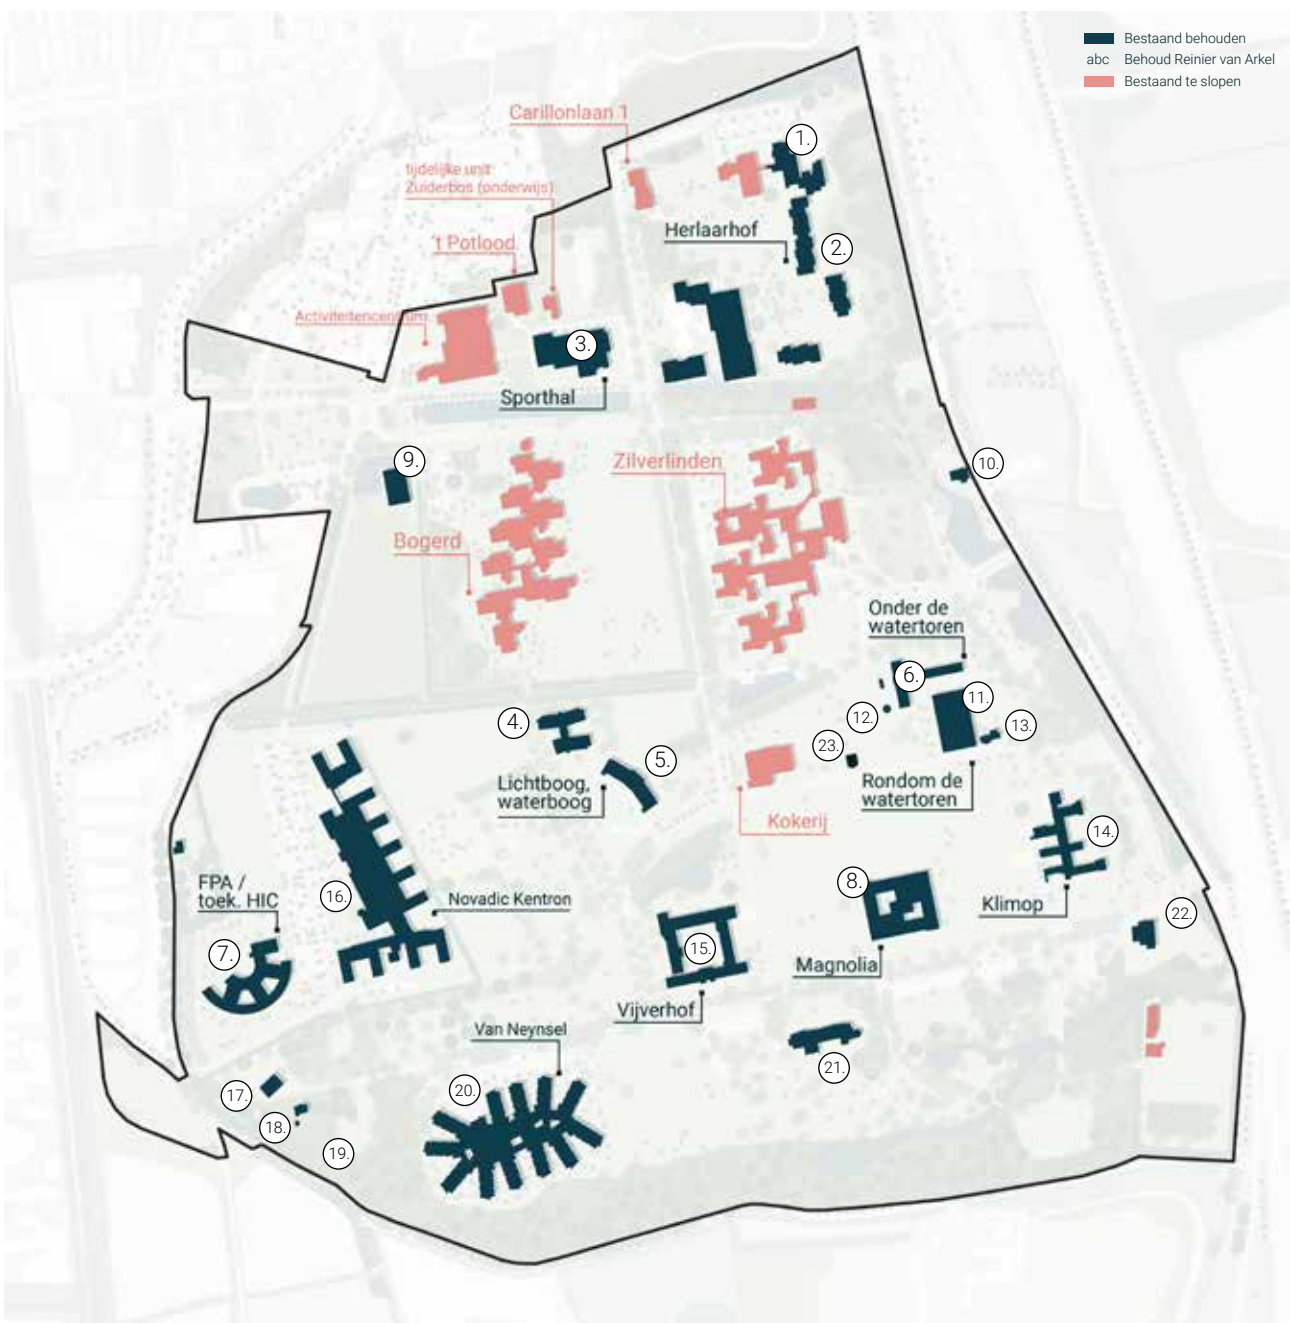 Bestaand behouden
abc Behoud Reinier van Arkel
Bestaand te slopen
Carillonlaan 1
1.
tijdelijke unit
Zuiderbos (onderwijs)
Herlaarhof
2.
't Potlood
Activiteitencentrum
3.
Sporthal
9.
Zilverlinden
10.
Bogerd
Onder de
watertoren
6.
11.
4.
12.
13.
23.
5.
Lichtboog,
waterboog
Rondom de
watertoren
Kokerij
14.
FPA /
toek. HIC
16.
Novadic Kentron
8.
Klimop
22.
7.
15.
Magnolia
Vijverhof
Van Neynsel
21.
17.
20.
18.
19.